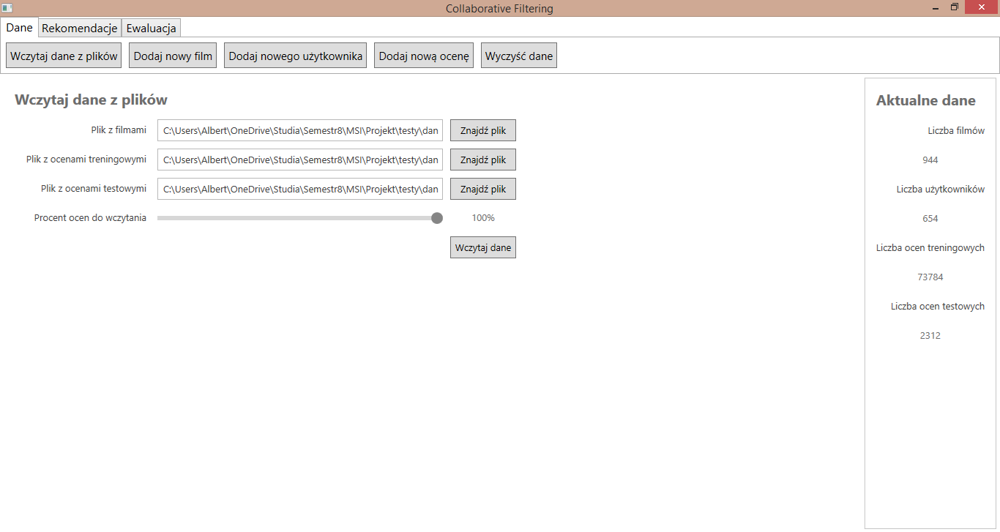 Collaborative Filtering
Dane Rekomendacje Ewaluacja
Wczytaj dane z plików Dodaj nowy film Dodaj nowego użytkownika Dodaj nową ocenę Wyczyść dane
Wczytaj dane z plików
Plik z filmami C:\Users\Albert\OneDrive\Studia\Semestr8\MSI\Projekt\testy\dan Znajdź plik
Plik z ocenami treningowymi C:\Users\Albert\OneDrive\Studia\Semestr8\MSI\Projekt\testy\dan Znajdź plik
Plik z ocenami testowymi C:\Users\Albert\OneDrive\Studia\Semestr8\MSI\Projekt\testy\dan Znajdź plik
Procent ocen do wczytania 100%
Wczytaj dane
Aktualne dane
Liczba filmów
944
Liczba użytkowników
654
Liczba ocen treningowych
73784
Liczba ocen testowych
2312